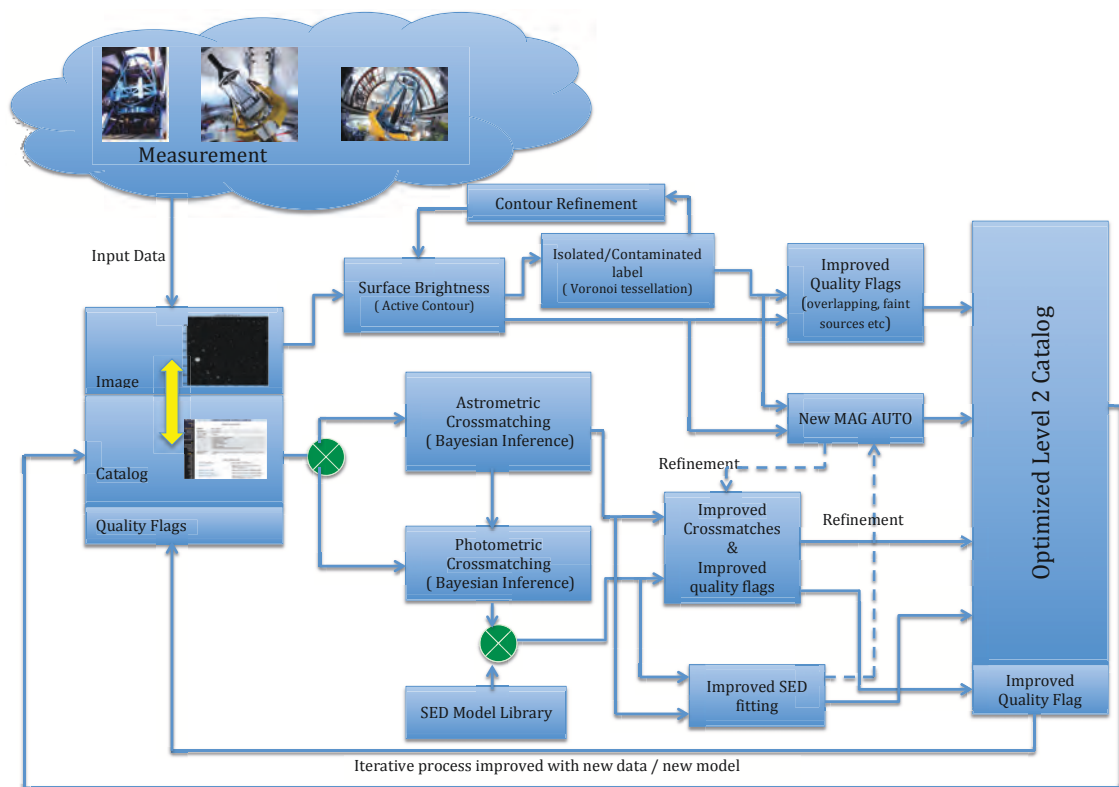 Measurement
Input Data
Contour Refinement
Surface Brightness
( Active Contour)
Isolated/Contaminated
label
( Voronoi tessellation)
Improved
Quality Flags
(overlapping, faint
sources etc)
Image
Catalog
Quality Flags
Astrometric
Crossmatching
( Bayesian Inference)
New MAG AUTO
Refinement
Improved
Crossmatches
&
Improved
quality flags
Refinement
Photometric
Crossmatching
( Bayesian Inference)
SED Model Library
Improved SED
fitting
Optimized Level 2 Catalog
Improved
Quality Flag
Iterative process improved with new data / new model